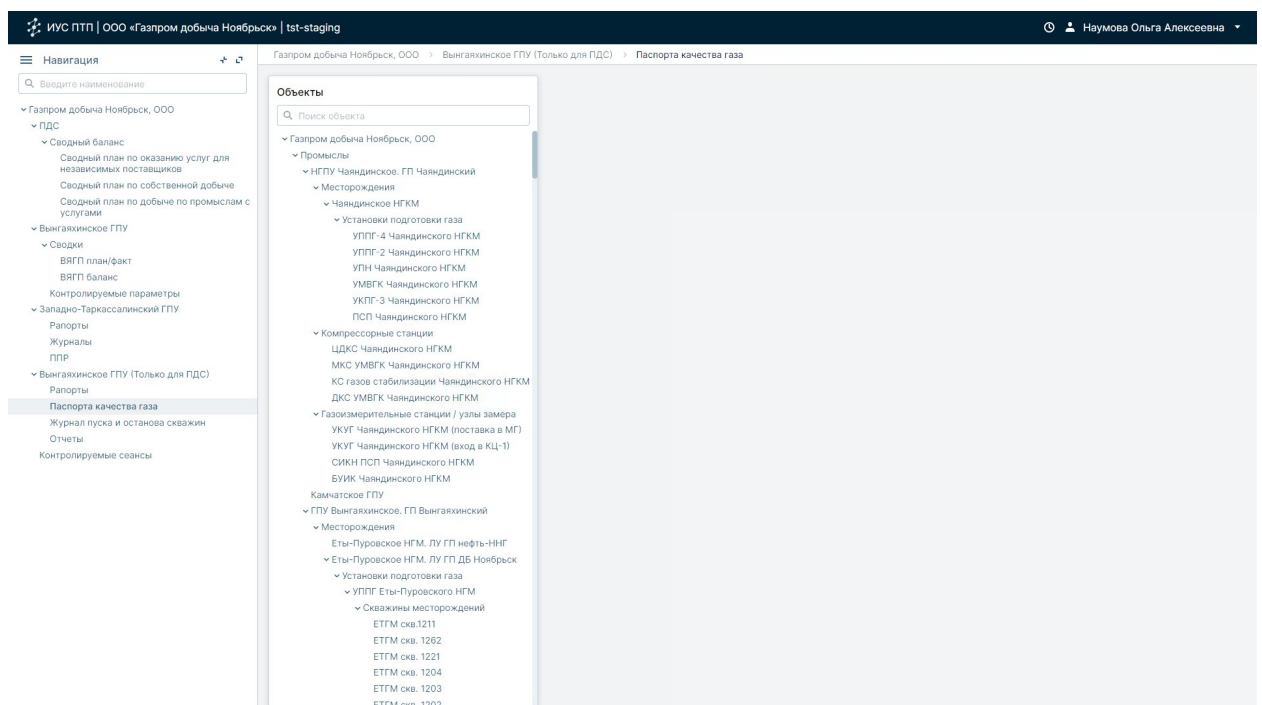 ИУС ПТП | ООО «Газпром добыча Ноябрьск» | tst-staging
Наумова Ольга Алексеевна
Навигация
Введите наименование
Газпром добыча Ноябрьск, ООО
ПДС
Сводный баланс
Сводный план по оказанию услуг для
независимых поставщиков
Сводный план по собственной добыче
Сводный план по добыче по промыслам с
услугами
Вынгаяхинское ГПУ
Сводки
ВЯГП план/факт
ВЯГП баланс
Контролируемые параметры
Западно-Таркассалинский ГПУ
Рапорты
Журналы
ППР
Вынгаяхинское ГПУ (Только для ПДС)
Рапорты
Паспорта качества газа
Журнал пуска и останова скважин
Отчеты
Контролируемые сеансы
Газпром добыча Ноябрьск, ООО > Вынгаяхинское ГПУ (Только для ПДС) > Паспорта качества газа
Объекты
Поиск объекта
Газпром добыча Ноябрьск, ООО
Промыслы
НГПУ Чаяндинское. ГП Чаяндинский
Месторождения
Чаяндинское НГКМ
Установки подготовки газа
УППГ-4 Чаяндинского НГКМ
УППГ-2 Чаяндинского НГКМ
УПН Чаяндинского НГКМ
УМВГК Чаяндинского НГКМ
УКПГ-3 Чаяндинского НГКМ
ПСП Чаяндинского НГКМ
Компрессорные станции
ЦДКС Чаяндинского НГКМ
МКС УМВГК Чаяндинского НГКМ
КС газов стабилизации Чаяндинского НГКМ
ДКС УМВГК Чаяндинского НГКМ
Газоизмерительные станции / узлы замера
УКУГ Чаяндинского НГКМ (поставка в МГ)
УКУГ Чаяндинского НГКМ (вход в КЦ-1)
СИКН ПСП Чаяндинского НГКМ
БУИК Чаяндинского НГКМ
Камчатское ГПУ
ГПУ Вынгаяхинское. ГП Вынгаяхинский
Месторождения
Еты-Пуровское НГМ. ЛУ ГП нефть-ННГ
Еты-Пуровское НГМ. ЛУ ГП ДБ Ноябрьск
Установки подготовки газа
УППГ Еты-Пуровского НГМ
Скважины месторождений
ЕТГМ скв.1211
ЕТГМ скв. 1262
ЕТГМ скв. 1221
ЕТГМ скв. 1204
ЕТГМ скв. 1203
ЕТГМ скв. 1202